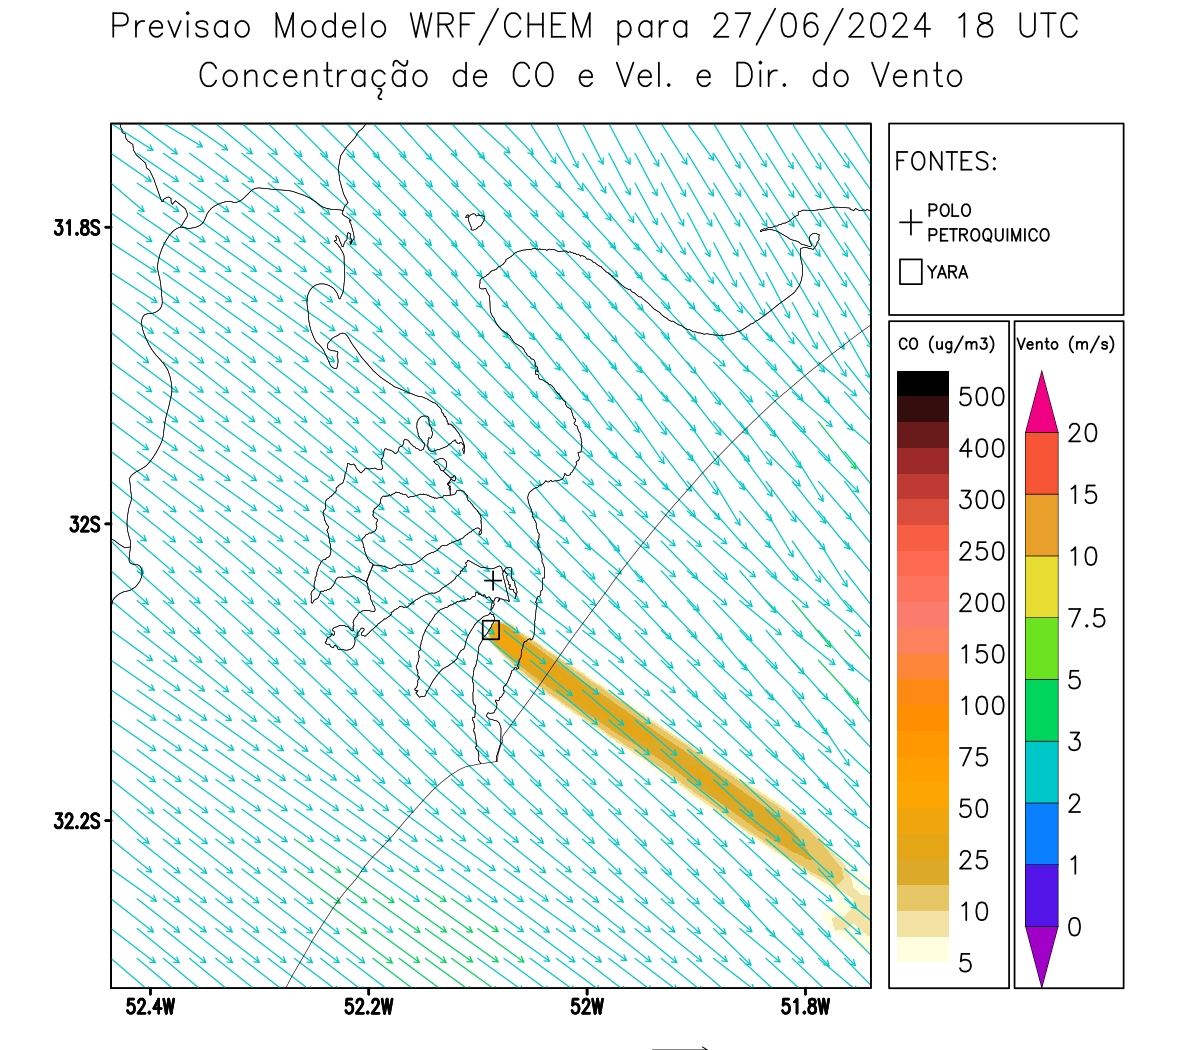 Previsao Modelo WRF/CHEM para 27/06/2024 18 UTC
Concentração de CO e Vel. e Dir. do Vento
FONTES:
POLO
PETROQUIMICO
YARA
CO (ug/m3)
500
400
300
250
200
150
100
75
50
25
10
5
Vento (m/s)
20
15
10
7.5
5
3
2
1
0
31.8S
32S
32.2S
52.4W
52.2W
52W
51.8W